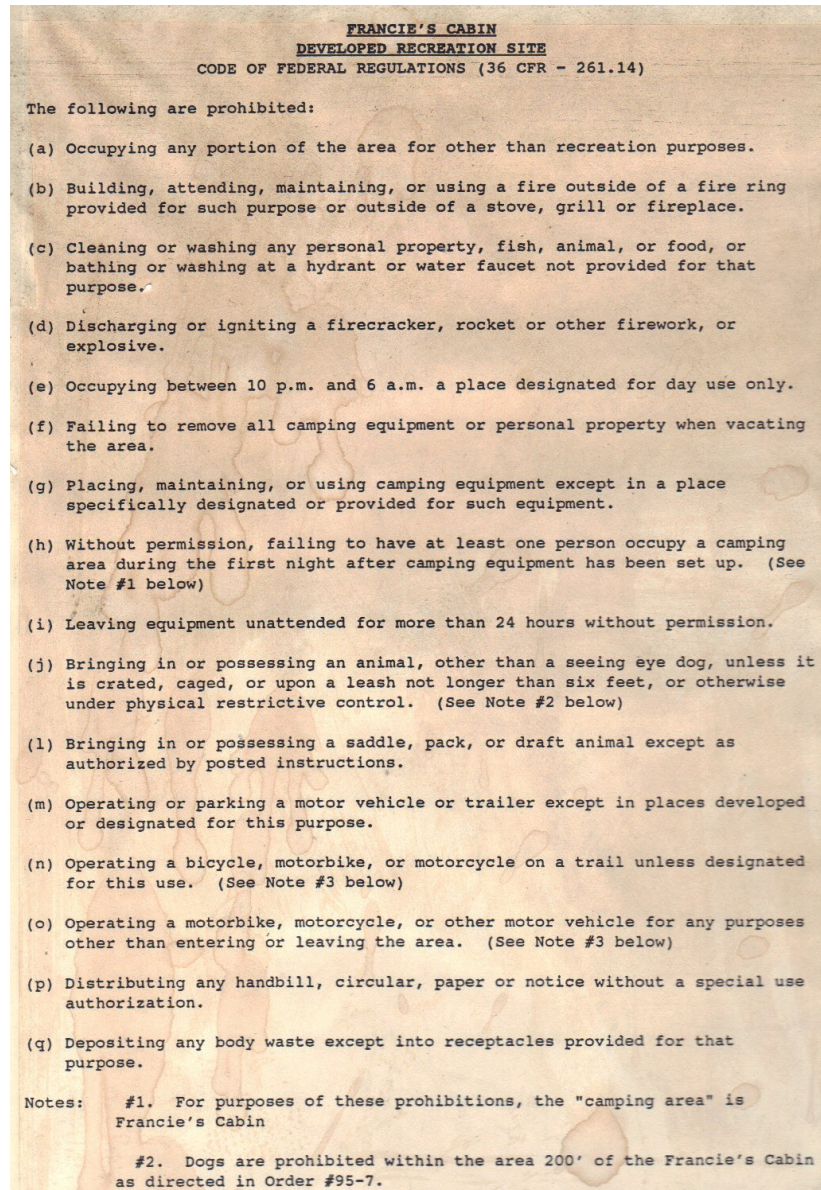 FRANCIE'S CABIN
DEVELOPED RECREATION SITE
CODE OF FEDERAL REGULATIONS (36 CFR - 261.14)
The following are prohibited:
(a) Occupying any portion of the area for other than recreation purposes.
(b) Building, attending, maintaining, or using a fire outside of a fire ring
provided for such purpose or outside of a stove, grill or fireplace.
(c) Cleaning or washing any personal property, fish, animal, or food, or
bathing or washing at a hydrant or water faucet not provided for that
purpose.
(d) Discharging or igniting a firecracker, rocket or other firework, or
explosive.
(e) Occupying between 10 p.m. and 6 a.m. a place designated for day use only.
(f) Failing to remove all camping equipment or personal property when vacating
the area.
(g) Placing, maintaining, or using camping equipment except in a place
specifically designated or provided for such equipment.
(h) Without permission, failing to have at least one person occupy a camping
area during the first night after camping equipment has been set up. (See
Note #1 below)
(i) Leaving equipment unattended for more than 24 hours without permission.
(j) Bringing in or possessing an animal, other than a seeing eye dog, unless it
is crated, caged, or upon a leash not longer than six feet, or otherwise
under physical restrictive control. (See Note #2 below)
(l) Bringing in or possessing a saddle, pack, or draft animal except as
authorized by posted instructions.
(m) Operating or parking a motor vehicle or trailer except in places developed
or designated for this purpose.
(n) Operating a bicycle, motorbike, or motorcycle on a trail unless designated
for this use. (See Note #3 below)
(o) Operating a motorbike, motorcycle, or other motor vehicle for any purposes
other than entering or leaving the area. (See Note #3 below)
(p) Distributing any handbill, circular, paper or notice without a special use
authorization.
(q) Depositing any body waste except into receptacles provided for that
purpose.
Notes: #1. For purposes of these prohibitions, the "camping area" is
Francie's Cabin
#2. Dogs are prohibited within the area 200' of the Francie's Cabin
as directed in Order #95-7.